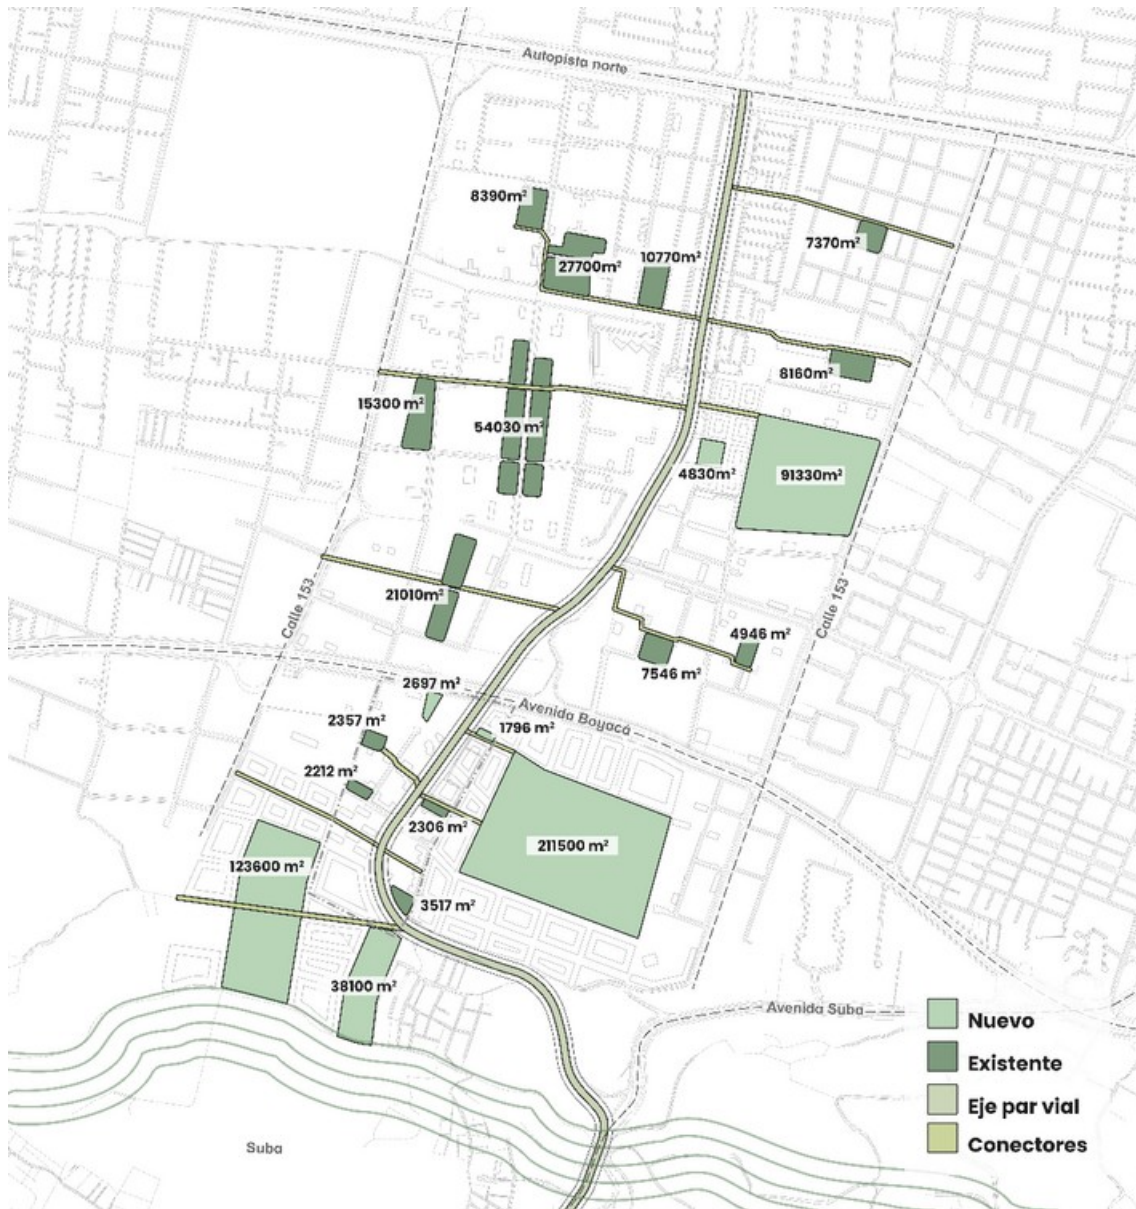 Autopista norte
8390m²
7370m²
10770m²
27700m²
8160m²
15300 m²
54030 m²
4830m²
91330m²
Calle 153
21010m²
Calle 153
4946 m²
7546 m²
2697 m²
Avenida Boyacá
2357 m²
1796 m²
2212 m²
2306 m²
211500 m²
123600 m²
3517 m²
38100 m²
Avenida Suba
Nuevo
Existente
Eje par vial
Conectores
Suba